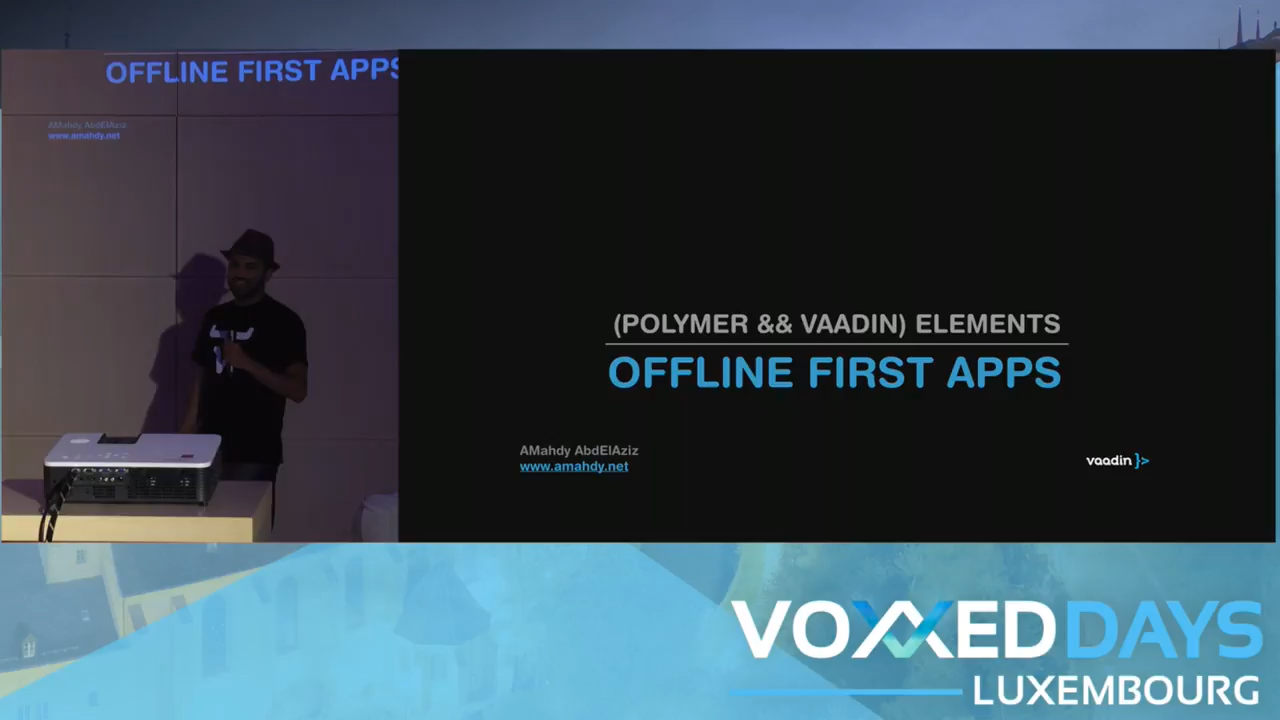 OFFLINE FIRST APPS
AMahdy AbdElAziz
www.amahdy.net
(POLYMER && VAADIN) ELEMENTS
OFFLINE FIRST APPS
AMahdy AbdElAziz
www.amahdy.net
vaadin }>
VOXXED DAYS
LUXEMBOURG